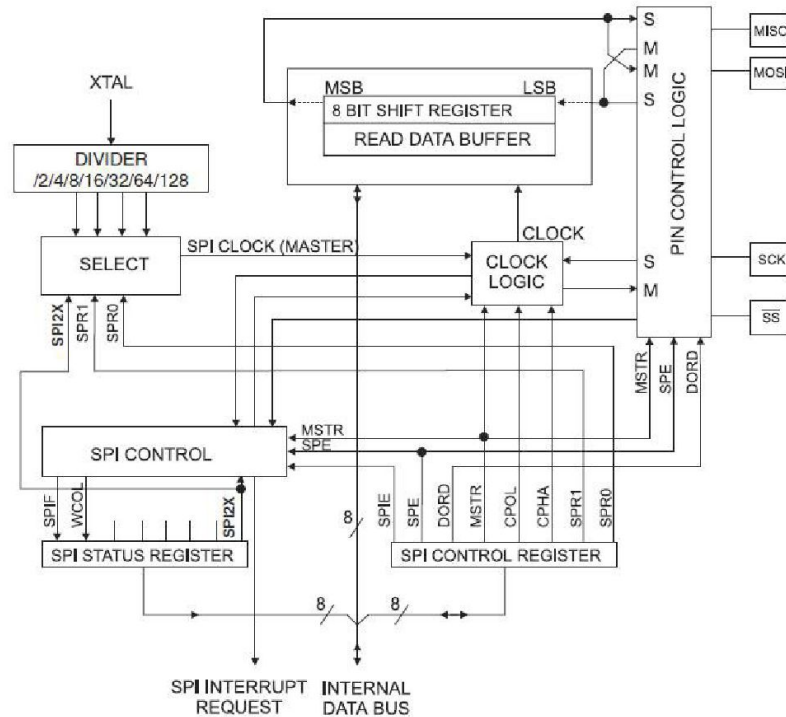 S
MISO
M
M
MOSI
MSB
LSB
S
8 BIT SHIFT REGISTER
READ DATA BUFFER
XTAL
DIVIDER
/2/4/8/16/32/64/128
PIN CONTROL LOGIC
SPI CLOCK (MASTER)
CLOCK
SELECT
CLOCK
LOGIC
S
SCK
M
SS
SPI2X
SPR1
SPR0
MSTR
SPE
DORD
SPI CONTROL
MSTR
SPE
SPIF
WCOL
SPI2X
8
SPIE
SPE
DORD
MSTR
CPOL
CPHA
SPR1
SPR0
SPI STATUS REGISTER
SPI CONTROL REGISTER
8
8
SPI INTERRUPT
REQUEST
INTERNAL
DATA BUS